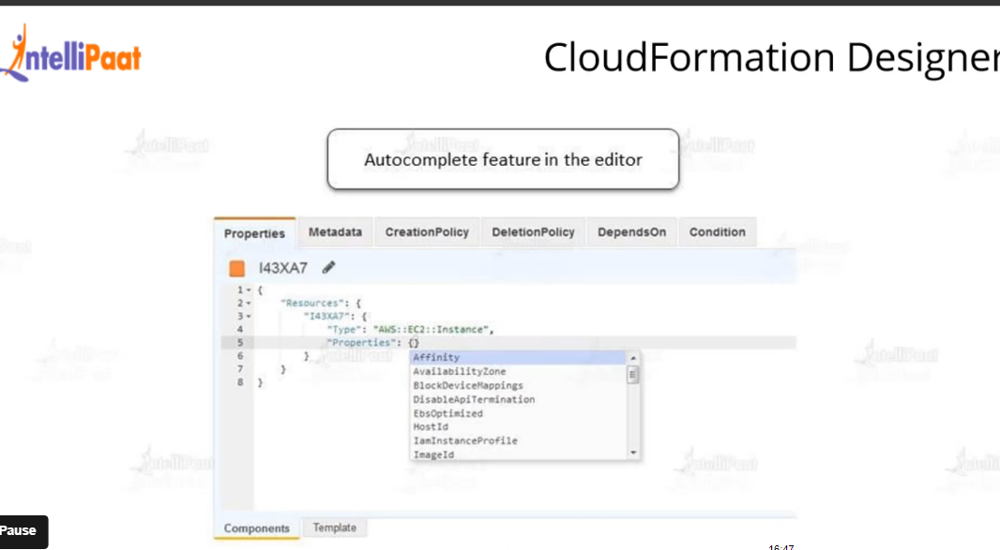 IntelliPaat
CloudFormation Designer
Autocomplete feature in the editor
Properties Metadata CreationPolicy DeletionPolicy DependsOn Condition
I43XA7
1 {
2 "Resources": {
3 "I43XA7": {
4 "Type": "AWS::EC2::Instance",
5 "Properties": {}
6 }
7 }
8 }
Affinity
AvailabilityZone
BlockDeviceMappings
DisableApiTermination
EbsOptimized
HostId
IamInstanceProfile
ImageId
Components Template
Pause
16:47